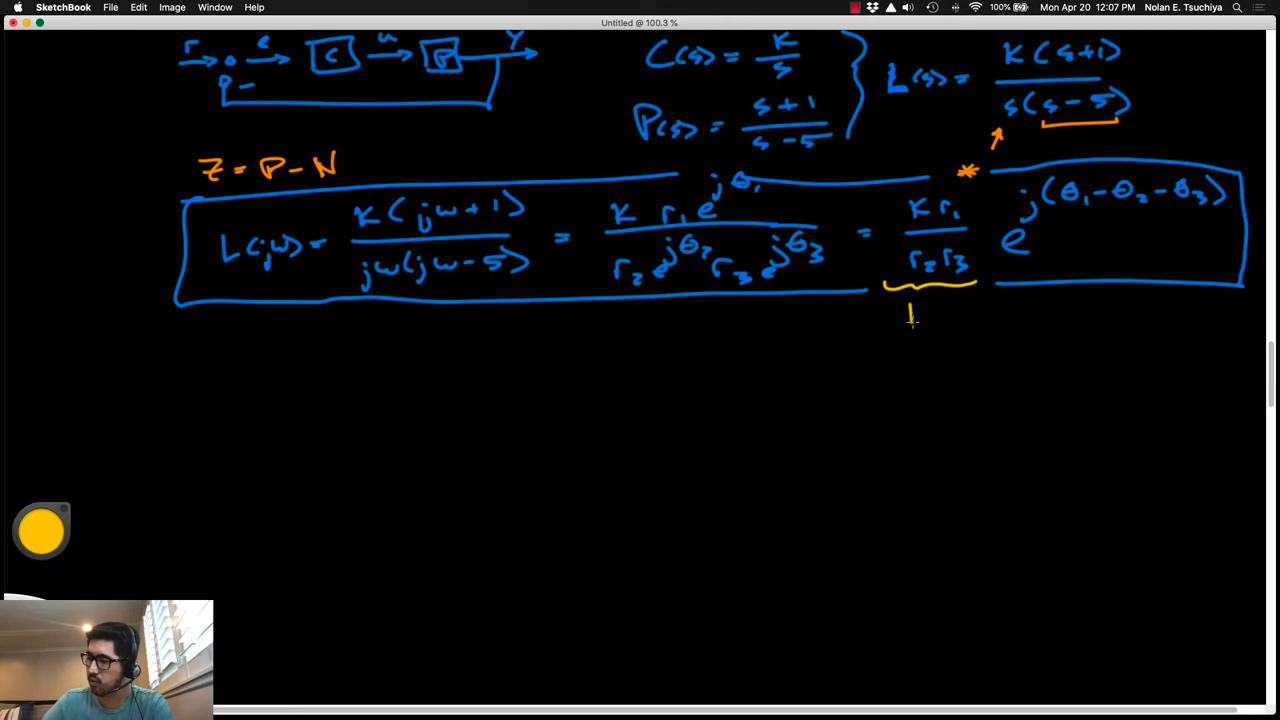 SketchBook File Edit Image Window Help 100% Mon Apr 20 12:07 PM Nolan E. Tsuchiya
Untitled @ 100.3 %
r e C u P y
-
C(s) = K/s
P(s) = (s+1)/(s-5)
L(s) = K(s+1)/(s(s-5))
Z = P - N
*
L(jω) = K(jω+1)/(jω(jω-5)) = K r₁ e^(jθ₁)/(r₂ e^(jθ₂) r₃ e^(jθ₃)) = K r₁/(r₂ r₃) e^(j(θ₁-θ₂-θ₃))